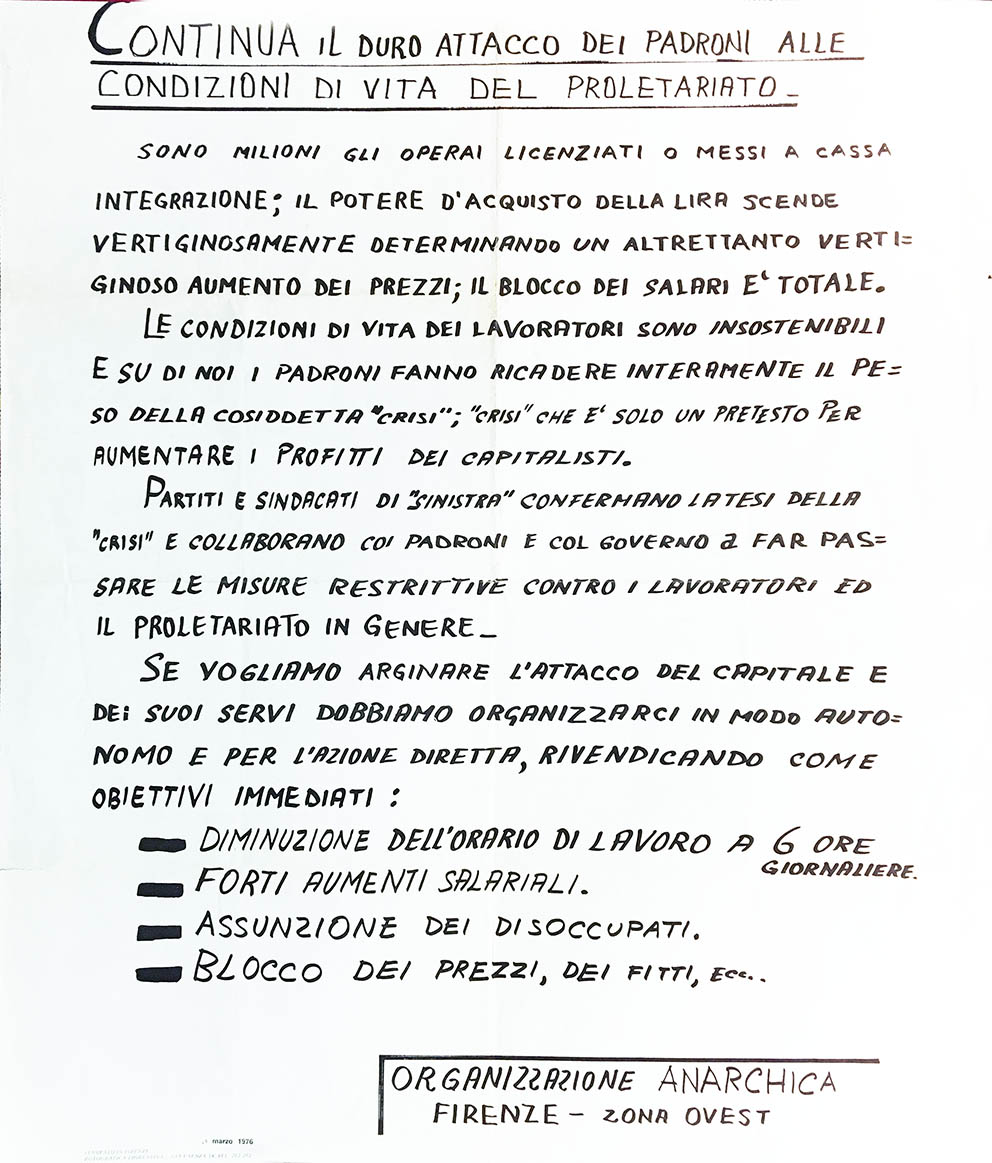 CONTINUA IL DURO ATTACCO DEI PADRONI ALLE
CONDIZIONI DI VITA DEL PROLETARIATO_
SONO MILIONI GLI OPERAI LICENZIATI O MESSI A CASSA
INTEGRAZIONE; IL POTERE D'ACQUISTO DELLA LIRA SCENDE
VERTIGINOSAMENTE DETERMINANDO UN ALTRETTANTO VERTI=
GINOSO AUMENTO DEI PREZZI; IL BLOCCO DEI SALARI E' TOTALE.
LE CONDIZIONI DI VITA DEI LAVORATORI SONO INSOSTENIBILI
E SU DI NOI I PADRONI FANNO RICADERE INTERAMENTE IL PE=
SO DELLA COSIDDETTA "CRISI"; "CRISI" CHE E' SOLO UN PRETESTO PER
AUMENTARE I PROFITTI DEI CAPITALISTI.
PARTITI E SINDACATI DI "SINISTRA" CONFERMANO LA TESI DELLA
"CRISI" E COLLABORANO COI PADRONI E COL GOVERNO a FAR PAS=
SARE LE MISURE RESTRITTIVE CONTRO I LAVORATORI ED
IL PROLETARIATO IN GENERE_
SE VOGLIAMO ARGINARE L'ATTACCO DEL CAPITALE E
DEi SUOI SERVI DOBBIAMO ORGANIZZARCI IN MODO AUTO=
NOMO E PER L'AZIONE DIRETTA, RIVENDICANDO COME
OBIETTIVI IMMEDIATI:
DIMINUZIONE DELL'ORARIO DI LAVORO A 6 ORE
GIORNALIERE.
FORTI AUMENTI SALARIALI.
ASSUNZIONE DEI DISOCCUPATI.
BLOCCO DEI PREZZI, DEI FITTI, ECC..
ORGANIZZAZIONE ANARCHICA
FIRENZE - ZONA OVEST
marzo 1976